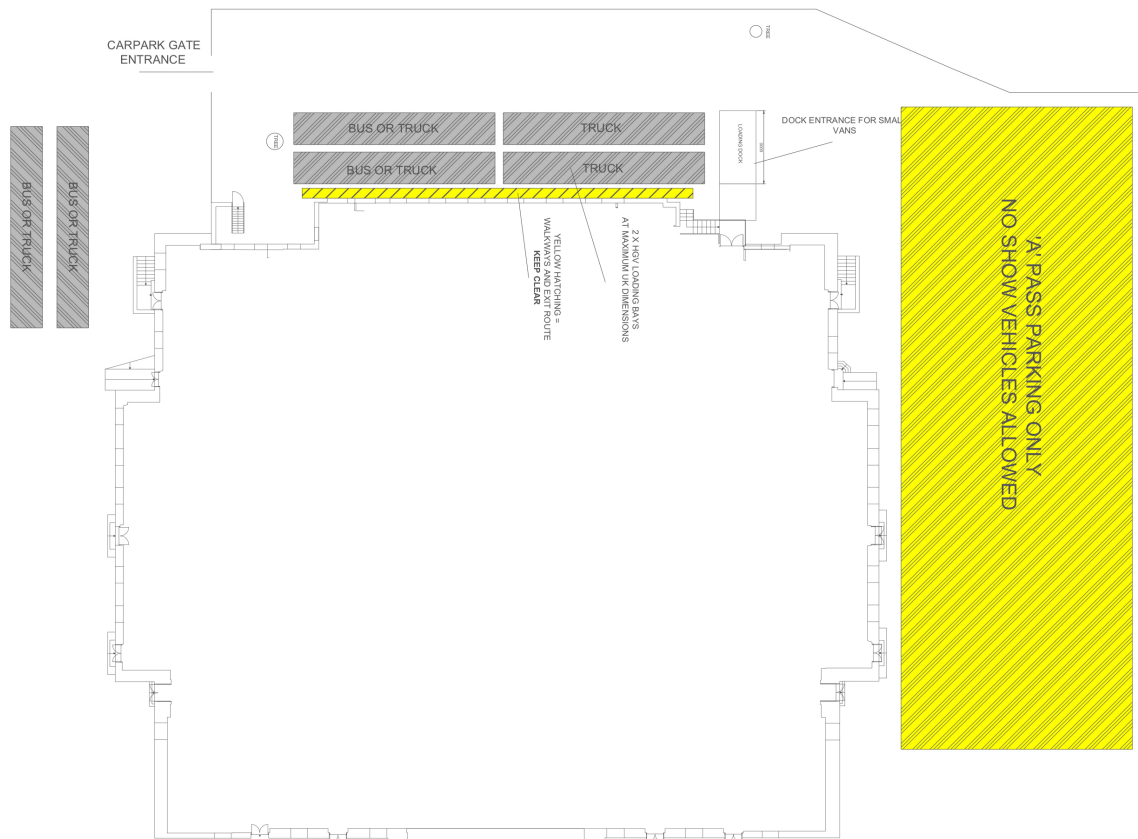 CARPARK GATE
ENTRANCE
TREE
BUS OR TRUCK
TRUCK
BUS OR TRUCK
TRUCK
LOADING DOCK
DOCK ENTRANCE FOR SMAL
VANS
TREE
BUS OR TRUCK
BUS OR TRUCK
YELLOW HATCHING =
WALKWAYS AND EXIT ROUTE
KEEP CLEAR
2 X HGV LOADING BAYS
AT MAXIMUM UK DIMENSIONS
'A' PASS PARKING ONLY
NO SHOW VEHICLES ALLOWED